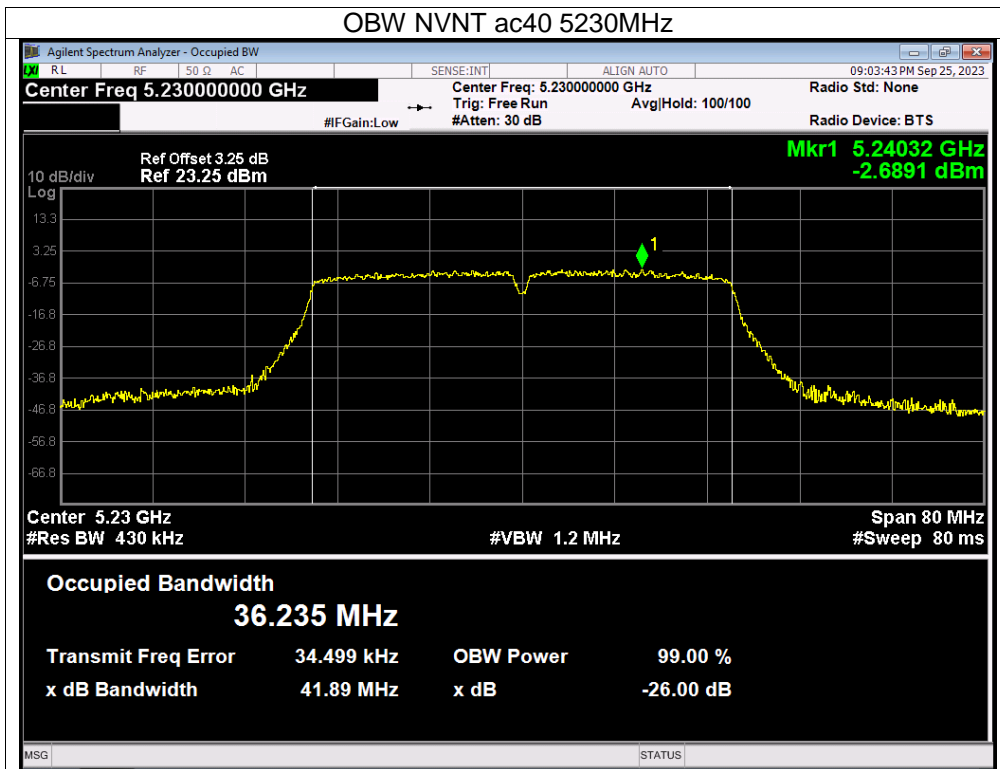 OBW NVNT ac40 5230MHz
Agilent Spectrum Analyzer - Occupied BW
LXI RL RF 50 Ω AC SENSE:INT ALIGN AUTO 09:03:43 PM Sep 25, 2023
Center Freq 5.230000000 GHz Center Freq: 5.230000000 GHz Radio Std: None
Trig: Free Run Avg|Hold: 100/100
#IFGain:Low #Atten: 30 dB Radio Device: BTS
Mkr1 5.24032 GHz
-2.6891 dBm
Ref Offset 3.25 dB
10 dB/div Ref 23.25 dBm
Log
13.3
3.25
1
-6.75
-16.8
-26.8
-36.8
-46.8
-56.8
-66.8
Center 5.23 GHz Span 80 MHz
#Res BW 430 kHz #VBW 1.2 MHz #Sweep 80 ms
Occupied Bandwidth
36.235 MHz
Transmit Freq Error 34.499 kHz OBW Power 99.00 %
x dB Bandwidth 41.89 MHz x dB -26.00 dB
MSG STATUS